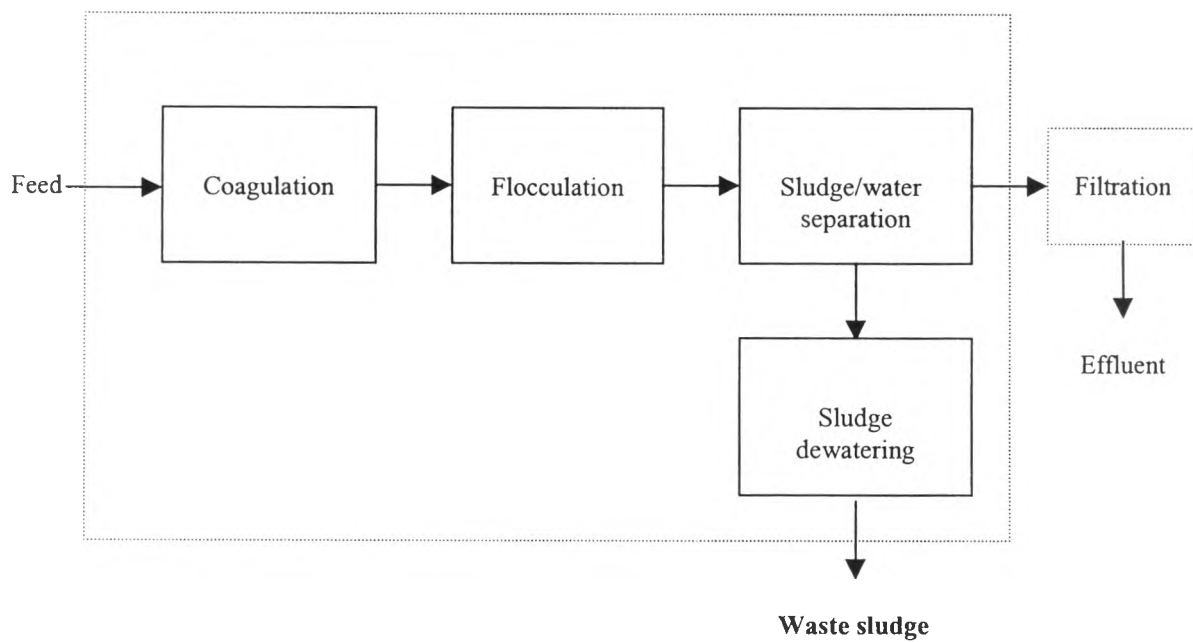 Feed
Coagulation
Flocculation
Sludge/water
separation
Filtration
Effluent
Sludge
dewatering
Waste sludge